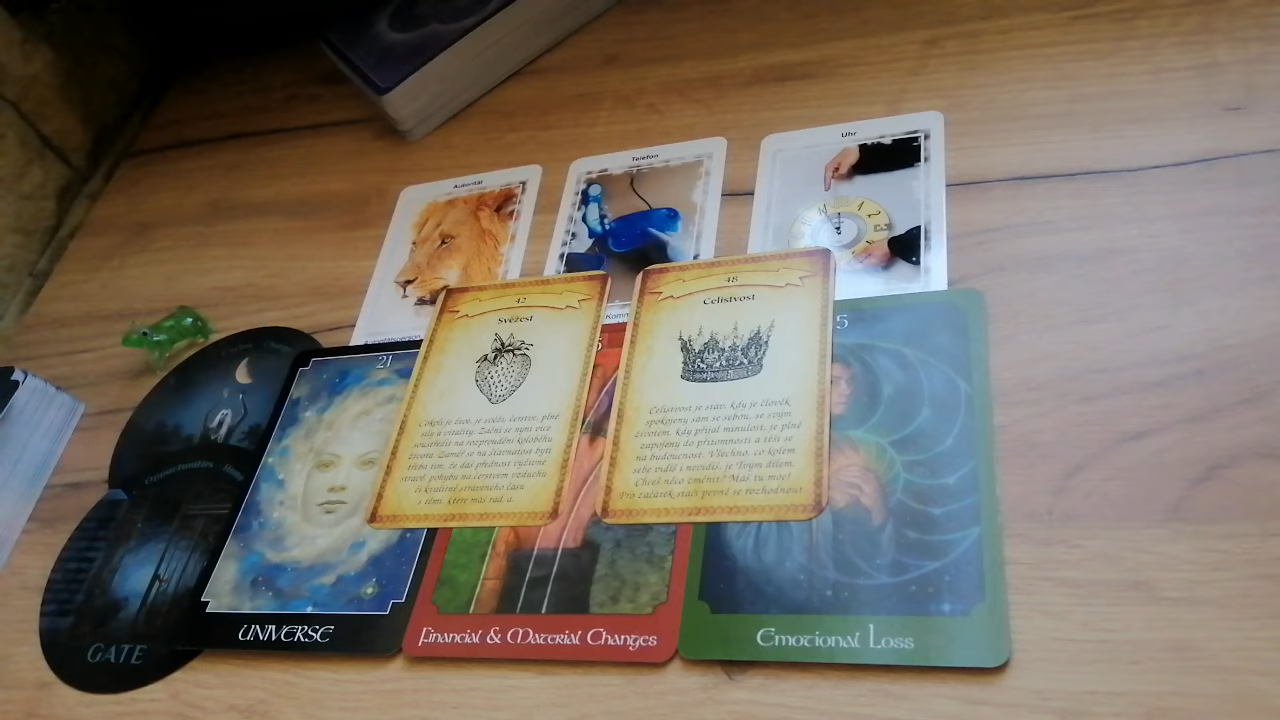 Autorität
Telefon
Uhr
42
Svěžest
Cokoli je živé, je svěží, čerstvé, plné
síly a vitality. Začni se nyní více
soustředit na rozproudění koloběhu
života. Zaměř se na šťavnatost bytí
třeba tím, že dáš přednost výživné
stravě, pohybu na čerstvém vzduchu
či kvalitně strávenému času
s těmi, které máš rád/a.
48
Celistvost
Celistvost je stav, kdy je člověk
spokojený sám se sebou, se svým
životem, kdy přijal minulost, je plně
zapojený do přítomnosti a těší se
na budoucnost. Všechno, co kolem
sebe vidíš i nevidíš, je Tvým dílem.
Chceš něco změnit? Máš tu moc!
Pro začátek stačí pevně se rozhodnout
21
UNIVERSE
5
Financial & Material Changes
5
Emotional Loss
Opportunities
GATE